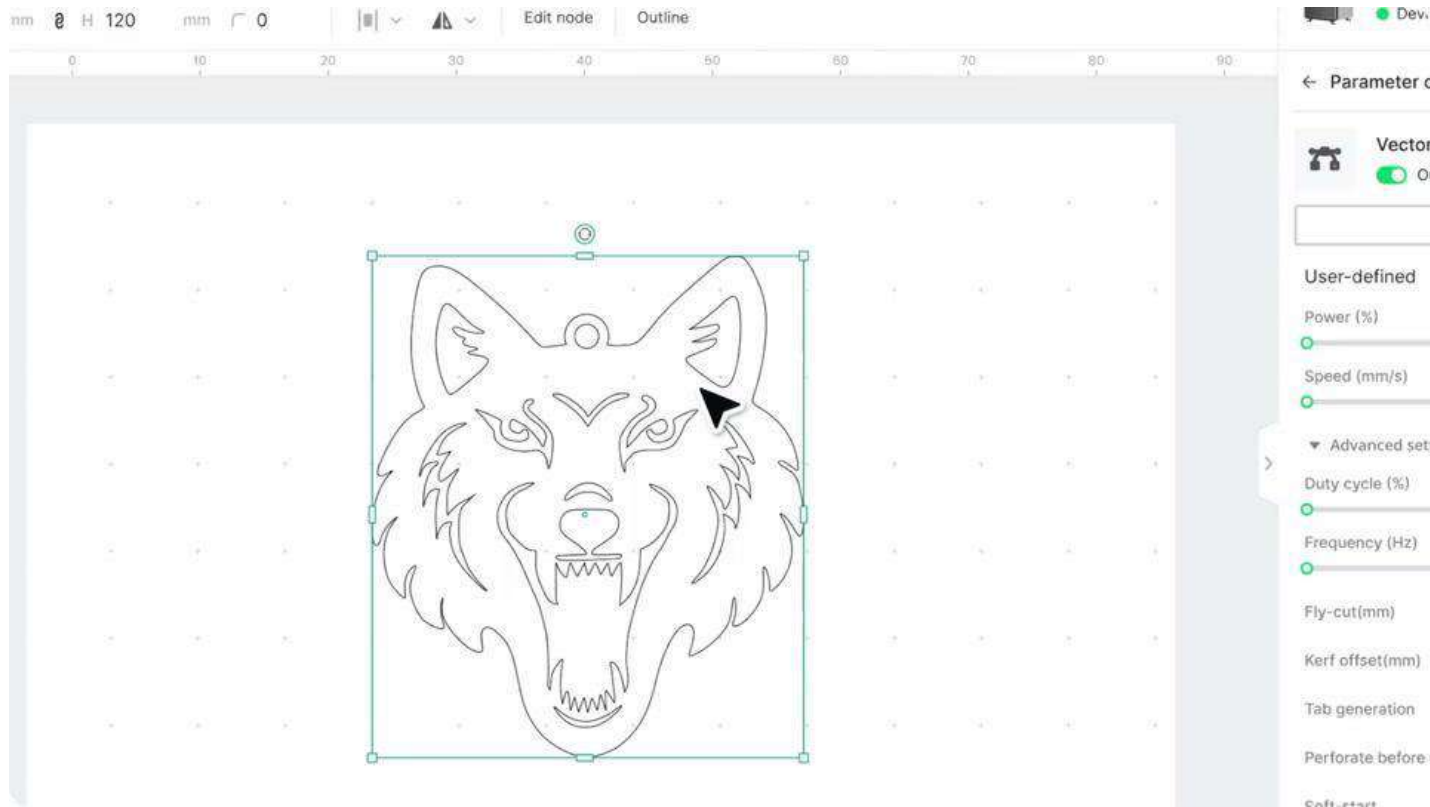 mm H 120 mm 0 Edit node Outline
0 10 20 30 40 50 60 70 80 90
Parameter
Vector
User-defined
Power (%)
Speed (mm/s)
Advanced
Duty cycle (%)
Frequency (Hz)
Fly-cut(mm)
Kerf offset(mm)
Tab generation
Perforate before
Soft-start